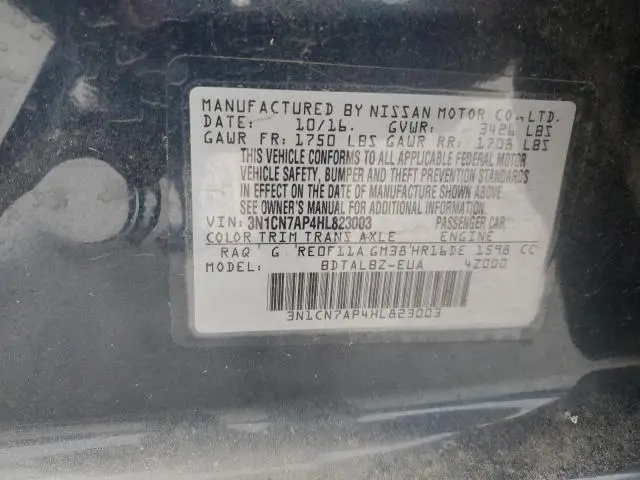 MANUFACTURED BY NISSAN MOTOR CO., LTD.
DATE: 10/16. GVWR: 3426 LBS
GAWR FR: 1750 LBS GAWR RR: 1703 LBS
THIS VEHICLE CONFORMS TO ALL APPLICABLE FEDERAL MOTOR
VEHICLE SAFETY, BUMPER AND THEFT PREVENTION STANDARDS
IN EFFECT ON THE DATE OF MANUFACTURE SHOWN ABOVE.
SEE OWNER'S MANUAL FOR ADDITIONAL INFORMATION.
VIN: 3N1CN7AP4HL823003 PASSENGER CAR.
COLOR TRIM TRANS AXLE ENGINE
RAQ G RE0F11A GM38 HR16DE 1598 CC
MODEL: BDTALBZ-EUA 4Z000
3N1CN7AP4HL823003